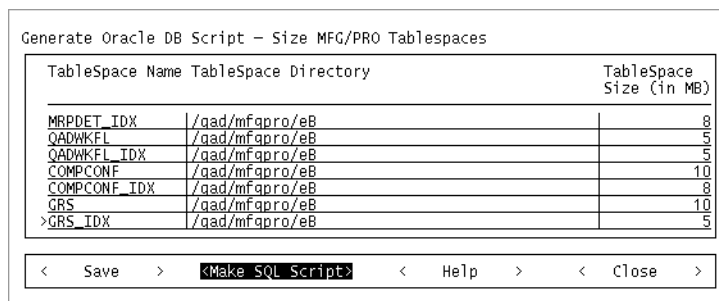 Generate Oracle DB Script – Size MFG/PRO Tablespaces
TableSpace Name TableSpace Directory TableSpace
Size (in MB)
MRPDET_IDX /qad/mfgpro/eB 8
QADWKFL /qad/mfgpro/eB 5
QADWKFL_IDX /qad/mfgpro/eB 5
COMPCONF /qad/mfgpro/eB 10
COMPCONF_IDX /qad/mfgpro/eB 8
GRS /qad/mfgpro/eB 10
>GRS_IDX /qad/mfgpro/eB 5
< Save > <Make SQL Script> < Help > < Close >